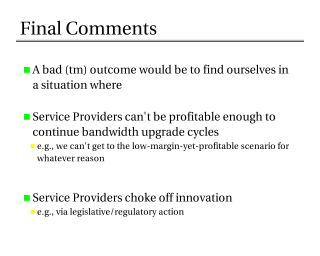 Final Comments
A bad (tm) outcome would be to find ourselves in
a situation where
Service Providers can't be profitable enough to
continue bandwidth upgrade cycles
e.g., we can't get to the low-margin-yet-profitable scenario for
whatever reason
Service Providers choke off innovation
e.g., via legislative/regulatory action